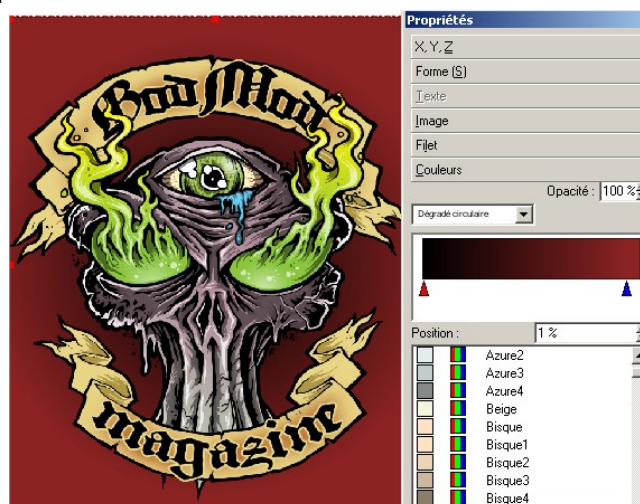 Bod Mod
magazine
Propriétés
X, Y, Z
Forme (S)
Texte
Image
Filet
Couleurs
Opacité : 100 %
Dégradé circulaire
Position : 1 %
Azure2
Azure3
Azure4
Beige
Bisque
Bisque1
Bisque2
Bisque3
Bisque4